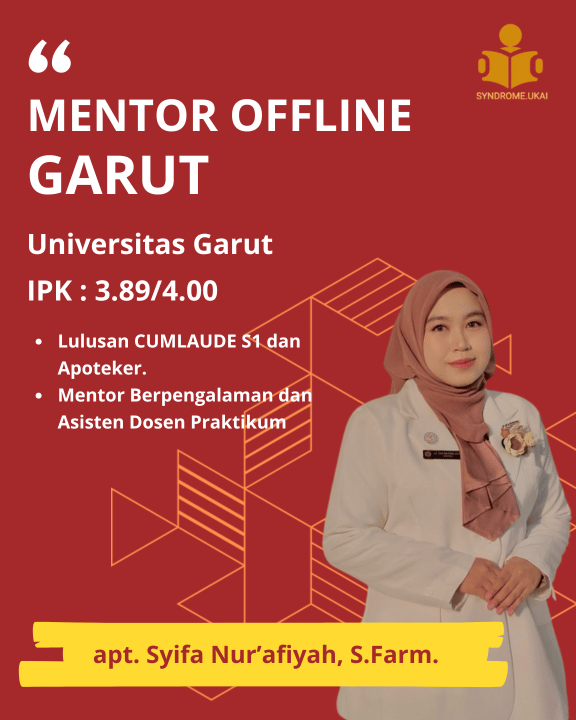 SYNDROME.UKAI
MENTOR OFFLINE
GARUT
Universitas Garut
IPK : 3.89/4.00
• Lulusan CUMLAUDE S1 dan
Apoteker.
• Mentor Berpengalaman dan
Asisten Dosen Praktikum
apt. Syifa Nur’afiyah, S.Farm.